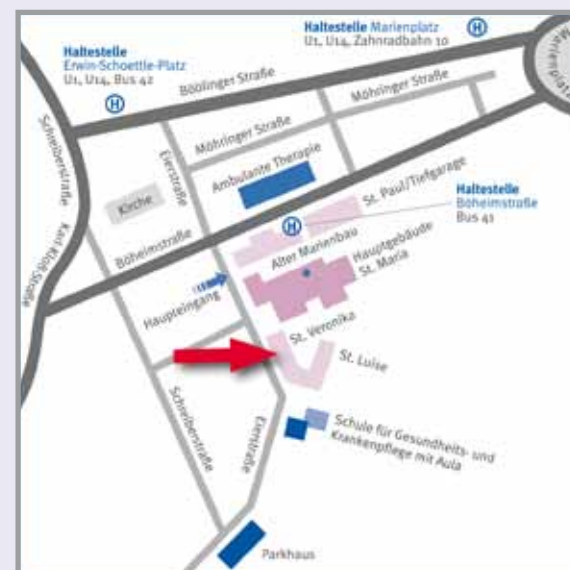 Haltestelle Marienplatz
U1, U14, Zahnradbahn 10
H
Marienplatz
Haltestelle
Erwin-Schoettle-Platz
U1, U14, Bus 42
H
Böblinger Straße
Möhringer Straße
Möhringer Straße
Schreiberstraße
Eierstraße
Ambulante Therapie
Kirche
St. Paul/Tiefgarage
Haltestelle
Böheimstraße
Bus 41
H
Karl-Kloß-Straße
Böheimstraße
Alter Marienbau
Hauptgebäude
St. Maria
Haupteingang
St. Veronika
St. Luise
Schreiberstraße
Eierstraße
Schule für Gesundheits- und
Krankenpflege mit Aula
Parkhaus